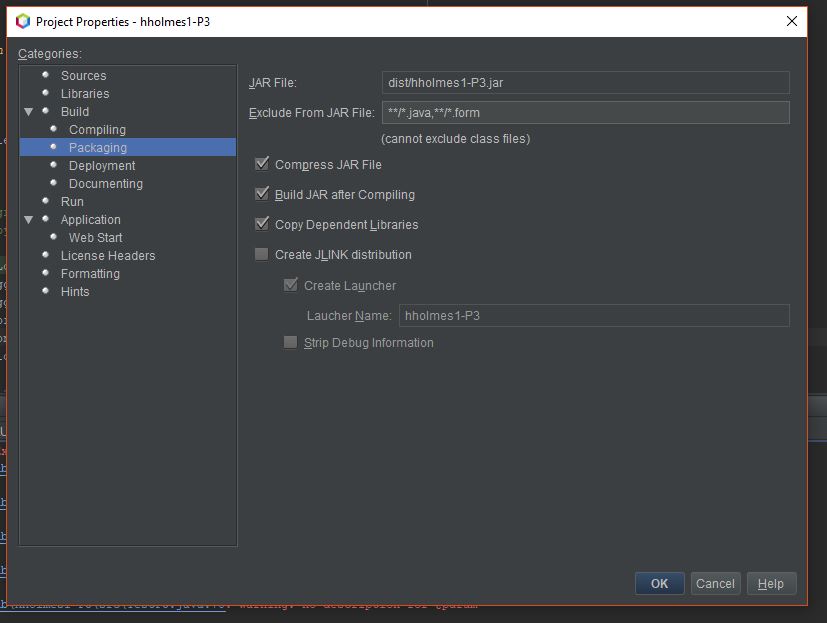 Project Properties - hholmes1-P3
Categories:
Sources
Libraries
Build
Compiling
Packaging
Deployment
Documenting
Run
Application
Web Start
License Headers
Formatting
Hints
JAR File: dist/hholmes1-P3.jar
Exclude From JAR File: **/*.java,**/*.form
(cannot exclude class files)
Compress JAR File
Build JAR after Compiling
Copy Dependent Libraries
Create JLINK distribution
Create Launcher
Laucher Name: hholmes1-P3
Strip Debug Information
OK Cancel Help